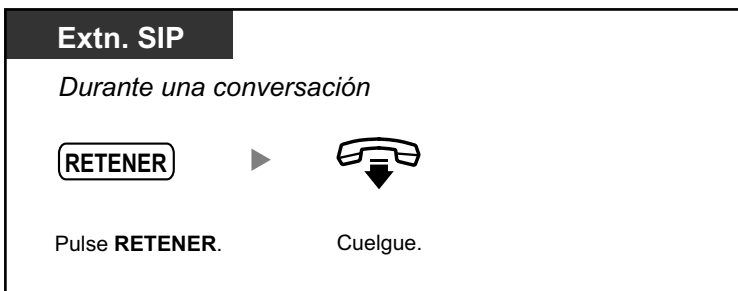 Extn. SIP
Durante una conversación
RETENER
Pulse RETENER. Cuelgue.